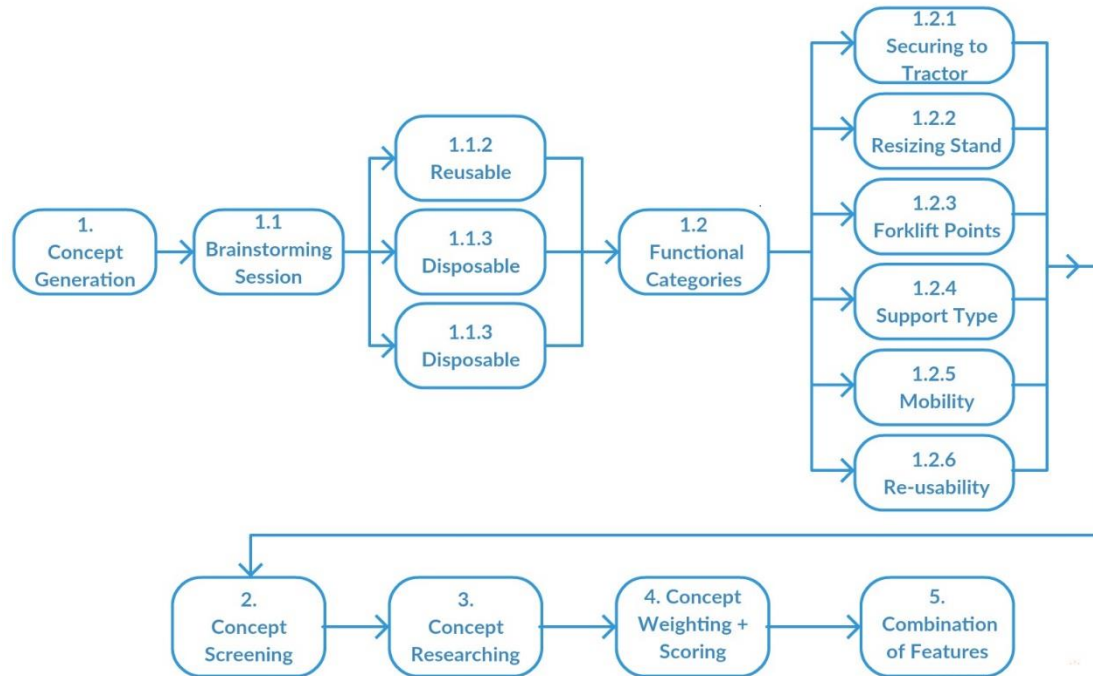 1.
Concept
Generation
1.1
Brainstorming
Session
1.1.2
Reusable
1.1.3
Disposable
1.1.3
Disposable
1.2
Functional
Categories
1.2.1
Securing to
Tractor
1.2.2
Resizing Stand
1.2.3
Forklift Points
1.2.4
Support Type
1.2.5
Mobility
1.2.6
Re-usability
2.
Concept
Screening
3.
Concept
Researching
4. Concept
Weighting +
Scoring
5.
Combination
of Features